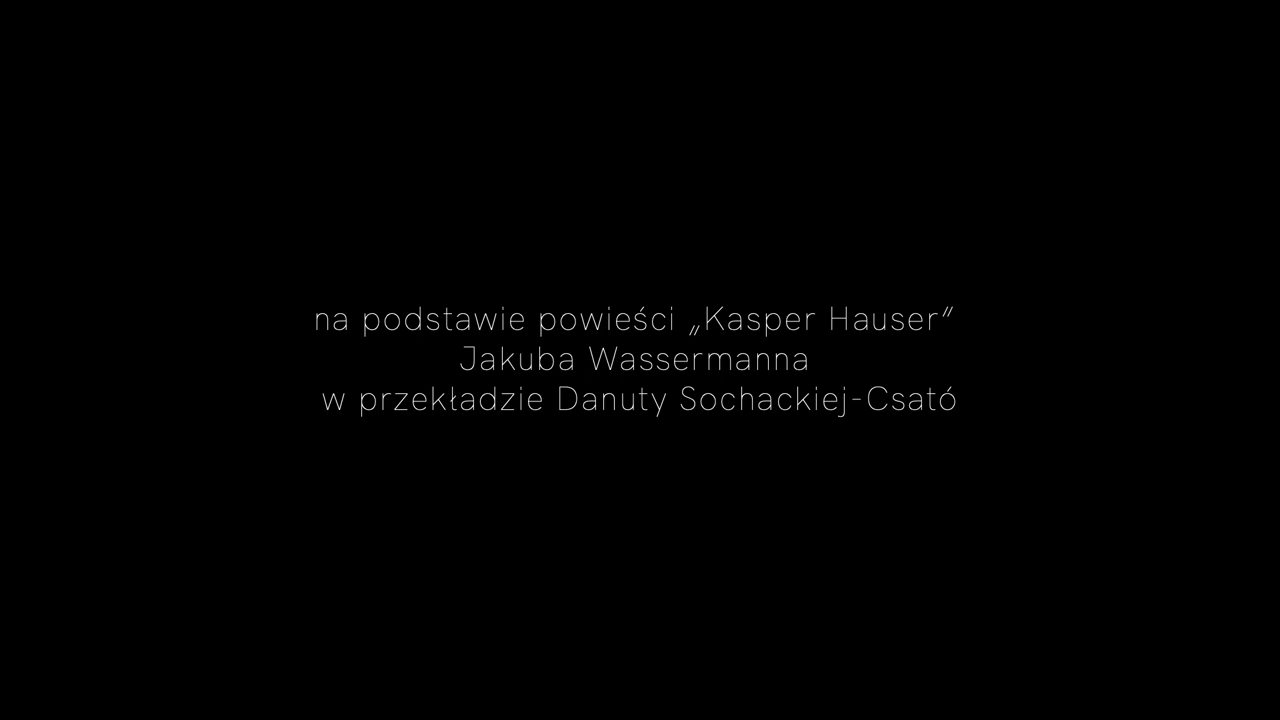 na podstawie powieści „Kasper Hauser”
Jakuba Wassermanna
w przekładzie Danuty Sochackiej-Csató